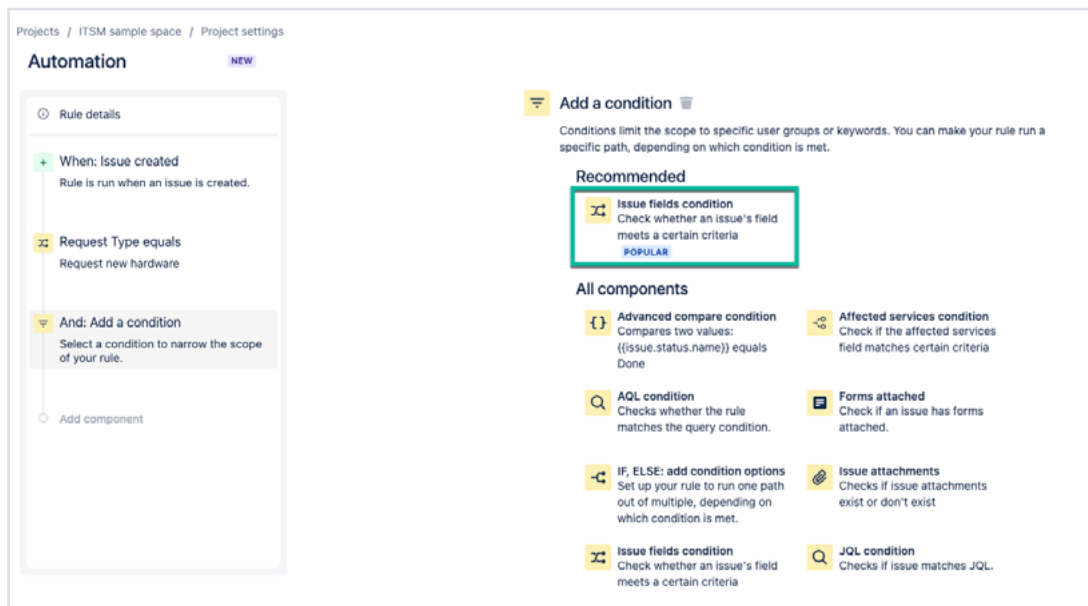 Projects / ITSM sample space / Project settings
Automation NEW
Rule details
When: Issue created
Rule is run when an issue is created.
Request Type equals
Request new hardware
And: Add a condition
Select a condition to narrow the scope
of your rule.
Add component
Add a condition
Conditions limit the scope to specific user groups or keywords. You can make your rule run a
specific path, depending on which condition is met.
Recommended
Issue fields condition
Check whether an issue's field
meets a certain criteria
POPULAR
All components
Advanced compare condition
Compares two values:
{{issue.status.name}} equals
Done
Affected services condition
Check if the affected services
field matches certain criteria
AQL condition
Checks whether the rule
matches the query condition.
Forms attached
Check if an issue has forms
attached.
IF, ELSE: add condition options
Set up your rule to run one path
out of multiple, depending on
which condition is met.
Issue attachments
Checks if issue attachments
exist or don't exist
Issue fields condition
Check whether an issue's field
meets a certain criteria
JQL condition
Checks if issue matches JQL.